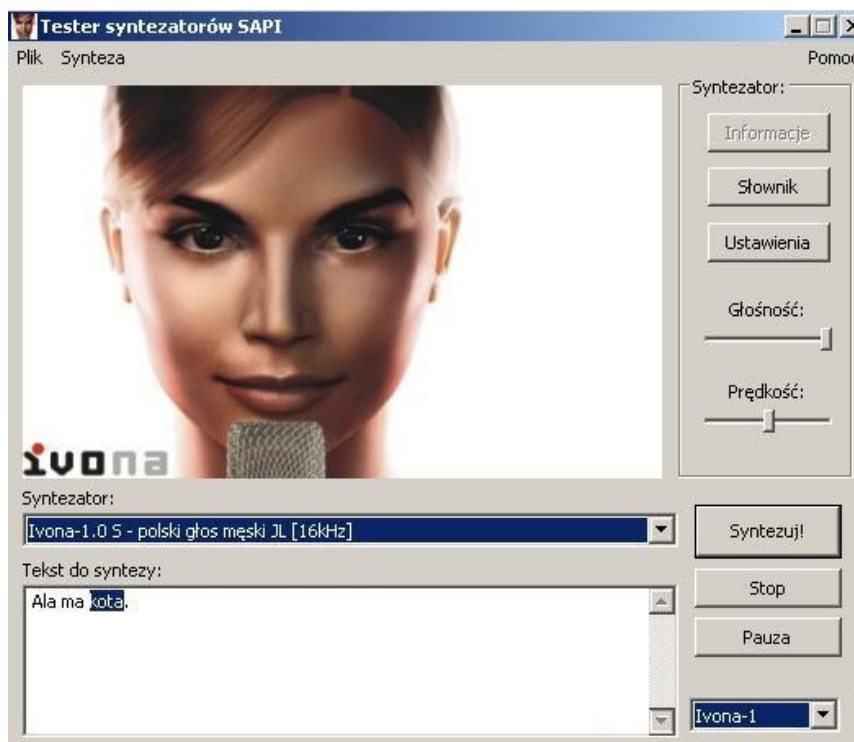 Tester syntezatorów SAPI
Plik Synteza
Pomoc
Syntezator:
Informacje
Słownik
Ustawienia
Głośność:
Prędkość:
ivona
Syntezator:
Ivona-1.0 S - polski głos męski JL [16kHz]
Syntezuj!
Tekst do syntezy:
Ala ma kota.
Stop
Pauza
Ivona-1